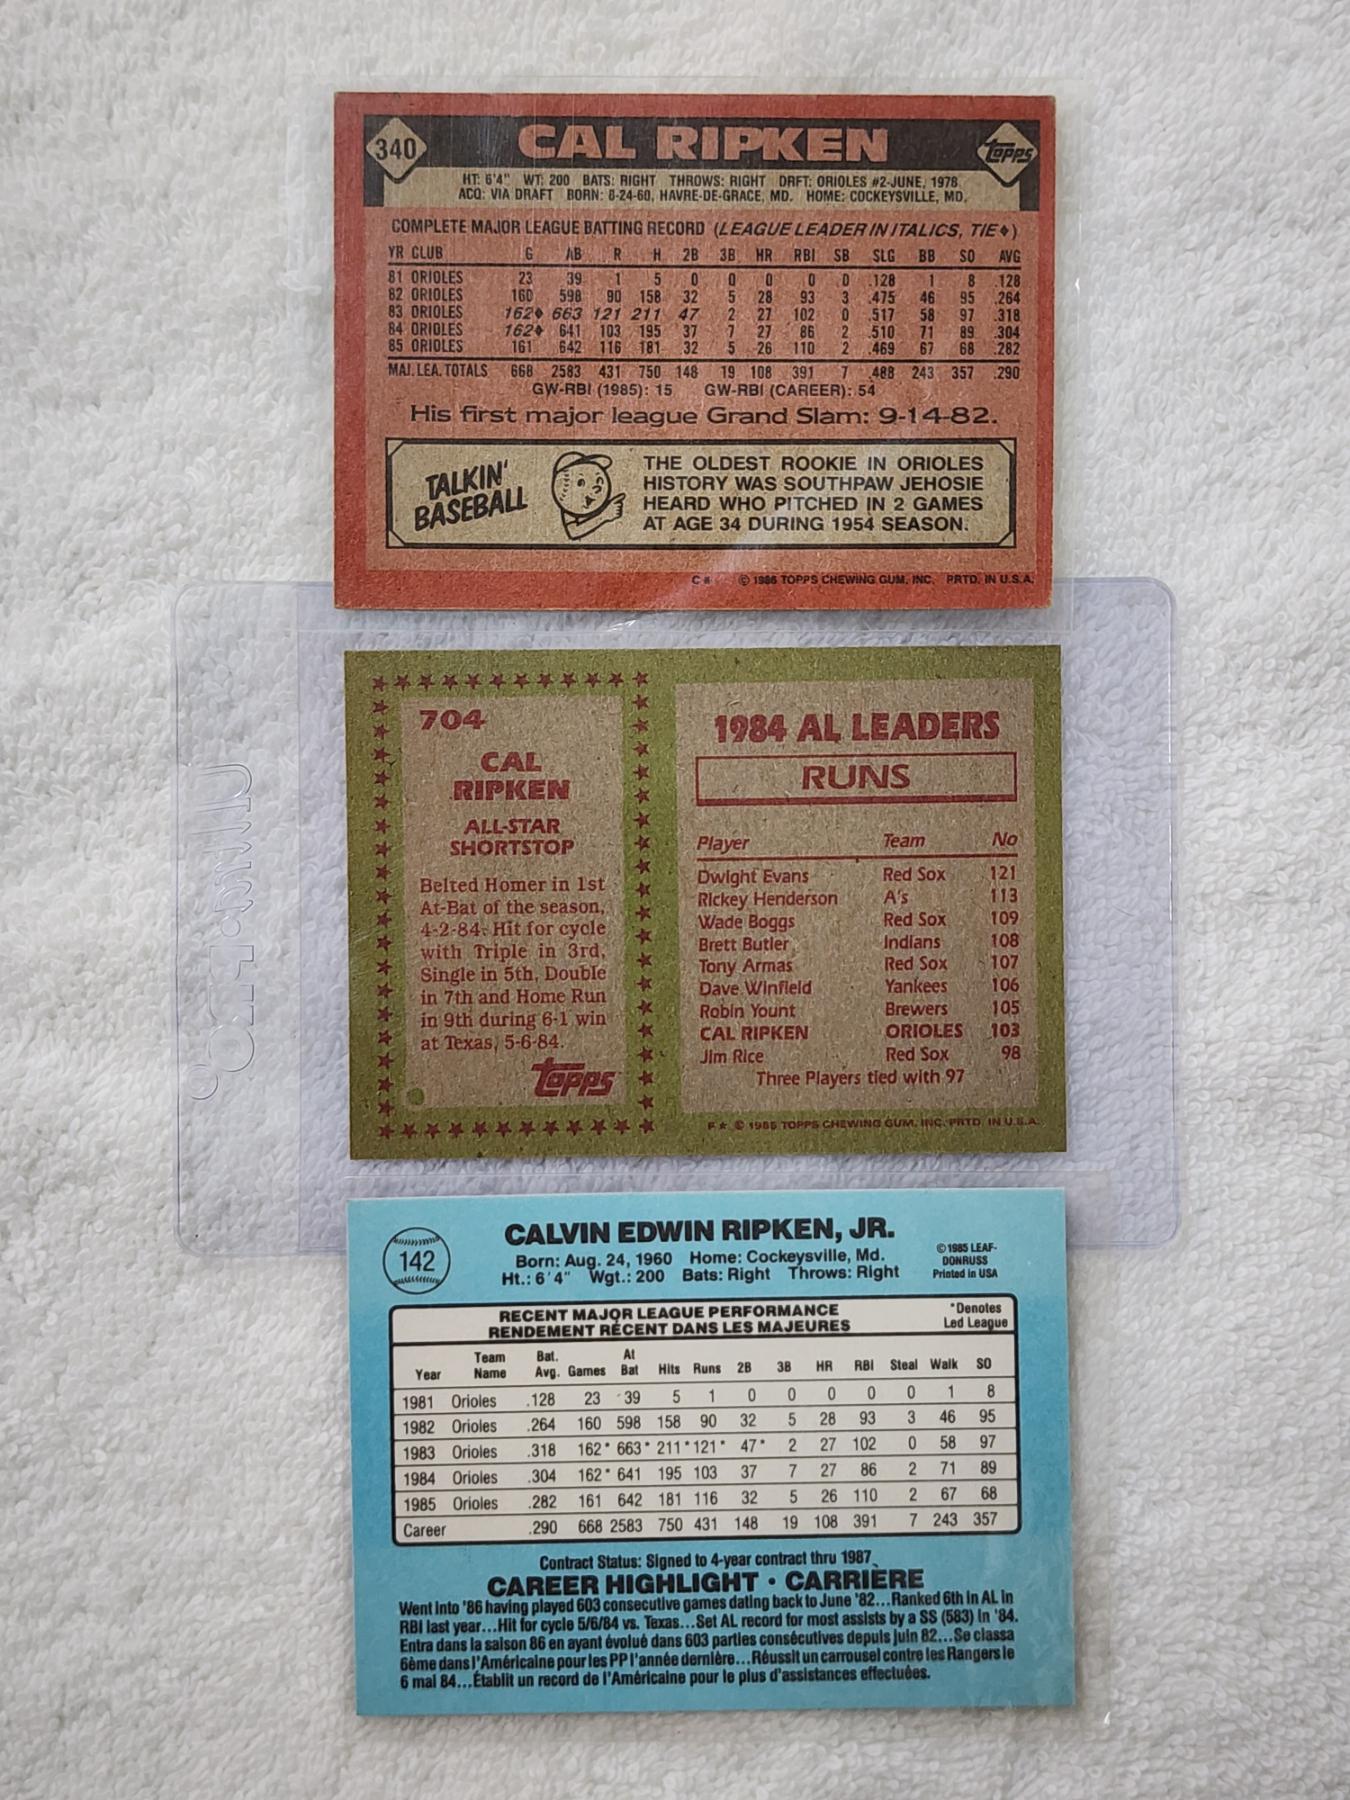 340 CAL RIPKEN topps
HT: 6'4" WT: 200 BATS: RIGHT THROWS: RIGHT DRFT: ORIOLES #2-JUNE, 1978
ACQ: VIA DRAFT BORN: 8-24-60, HAVRE-DE-GRACE, MD. HOME: COCKEYSVILLE, MD.
COMPLETE MAJOR LEAGUE BATTING RECORD (LEAGUE LEADER IN ITALICS, TIE♦)
YR CLUB G AB R H 2B 3B HR RBI SB SLG BB SO AVG
81 ORIOLES 23 39 1 5 0 0 0 0 0 .128 1 8 .128
82 ORIOLES 160 598 90 158 32 5 28 93 3 .475 46 95 .264
83 ORIOLES 162♦ 663 121 211 47 2 27 102 0 .517 58 97 .318
84 ORIOLES 162♦ 641 103 195 37 7 27 86 2 .510 71 89 .304
85 ORIOLES 161 642 116 181 32 5 26 110 2 .469 67 68 .282
MAJ. LEA. TOTALS 668 2583 431 750 148 19 108 391 7 .488 243 357 .290
GW-RBI (1985): 15 GW-RBI (CAREER): 54
His first major league Grand Slam: 9-14-82.
TALKIN' BASEBALL
THE OLDEST ROOKIE IN ORIOLES
HISTORY WAS SOUTHPAW JEHOSIE
HEARD WHO PITCHED IN 2 GAMES
AT AGE 34 DURING 1954 SEASON.
C* © 1986 TOPPS CHEWING GUM, INC. PRTD. IN U.S.A.
704
CAL
RIPKEN
ALL-STAR
SHORTSTOP
Belted Homer in 1st
At-Bat of the season,
4-2-84. Hit for cycle
with Triple in 3rd,
Single in 5th, Double
in 7th and Home Run
in 9th during 6-1 win
at Texas, 5-6-84.
topps
1984 AL LEADERS
RUNS
Player Team No
Dwight Evans Red Sox 121
Rickey Henderson A's 113
Wade Boggs Red Sox 109
Brett Butler Indians 108
Tony Armas Red Sox 107
Dave Winfield Yankees 106
Robin Yount Brewers 105
CAL RIPKEN ORIOLES 103
Jim Rice Red Sox 98
Three Players tied with 97
F★ © 1985 TOPPS CHEWING GUM, INC. PRTD. IN U.S.A.
142
CALVIN EDWIN RIPKEN, JR.
Born: Aug. 24, 1960 Home: Cockeysville, Md.
Ht.: 6'4" Wgt.: 200 Bats: Right Throws: Right
©1985 LEAF-
DONRUSS
Printed in USA
RECENT MAJOR LEAGUE PERFORMANCE
RENDEMENT RÉCENT DANS LES MAJEURES
*Denotes
Led League
Year Team Name Bat. Avg. Games At Bat Hits Runs 2B 3B HR RBI Steal Walk SO
1981 Orioles .128 23 39 5 1 0 0 0 0 0 1 8
1982 Orioles .264 160 598 158 90 32 5 28 93 3 46 95
1983 Orioles .318 162* 663* 211* 121* 47* 2 27 102 0 58 97
1984 Orioles .304 162* 641 195 103 37 7 27 86 2 71 89
1985 Orioles .282 161 642 181 116 32 5 26 110 2 67 68
Career .290 668 2583 750 431 148 19 108 391 7 243 357
Contract Status: Signed to 4-year contract thru 1987
CAREER HIGHLIGHT • CARRIÈRE
Went into '86 having played 603 consecutive games dating back to June '82...Ranked 6th in AL in
RBI last year...Hit for cycle 5/6/84 vs. Texas...Set AL record for most assists by a SS (583) in '84.
Entra dans la saison 86 en ayant évolué dans 603 parties consécutives depuis juin 82...Se classa
6ème dans l'Américaine pour les PP l'année dernière...Réussit un carrousel contre les Rangers le
6 mai 84...Établit un record de l'Américaine pour le plus d'assistances effectuées.